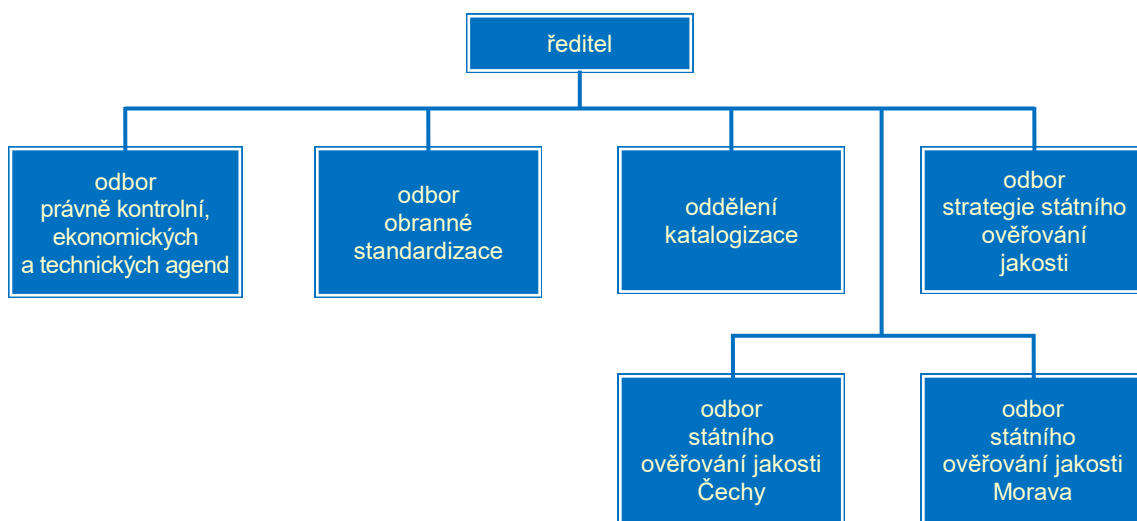 ředitel
odbor
právně kontrolní,
ekonomických
a technických agend
odbor
obranné
standardizace
oddělení
katalogizace
odbor
strategie státního
ověřování
jakosti
odbor
státního
ověřování jakosti
Čechy
odbor
státního
ověřování jakosti
Morava